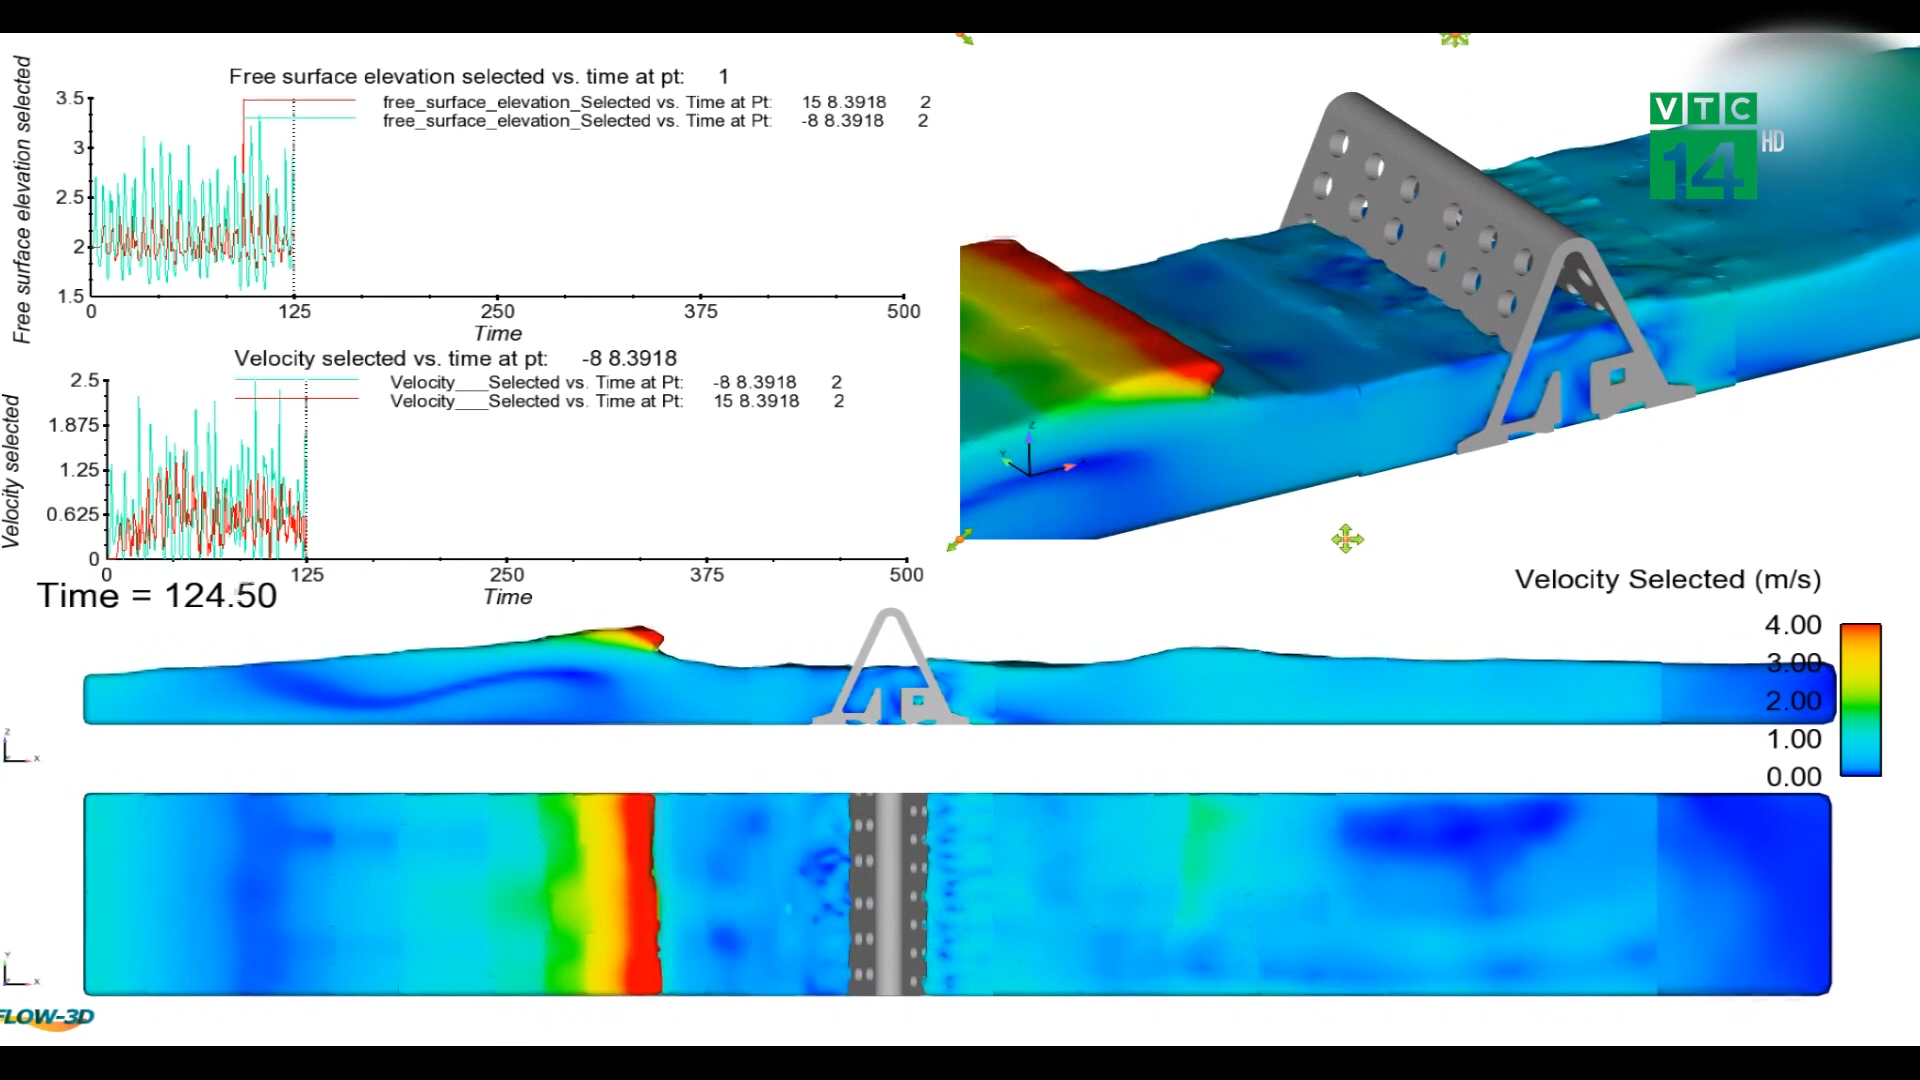 Free surface elevation selected vs. time at pt: 1
free_surface_elevation_Selected vs. Time at Pt: 15 8.3918 2
free_surface_elevation_Selected vs. Time at Pt: -8 8.3918 2
Free surface elevation selected
3.5
3
2.5
2
1.5
0 125 250 375 500
Time
Velocity selected vs. time at pt: -8 8.3918
Velocity___Selected vs. Time at Pt: -8 8.3918 2
Velocity___Selected vs. Time at Pt: 15 8.3918 2
Velocity selected
2.5
1.875
1.25
0.625
0
0 125 250 375 500
Time
Time = 124.50
VTC
14
HD
Z
Y
X
Velocity Selected (m/s)
4.00
3.00
2.00
1.00
0.00
Z
X
Y
X
FLOW-3D